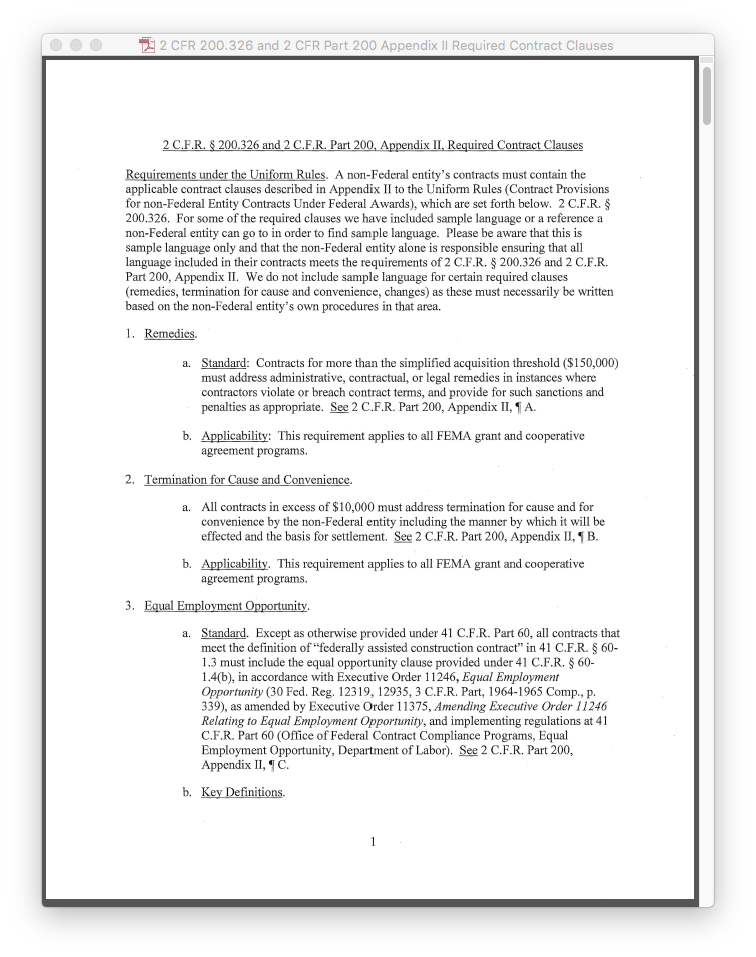 2 CFR 200.326 and 2 CFR Part 200 Appendix II Required Contract Clauses
2 C.F.R. § 200.326 and 2 C.F.R. Part 200, Appendix II, Required Contract Clauses
Requirements under the Uniform Rules. A non-Federal entity's contracts must contain the
applicable contract clauses described in Appendix II to the Uniform Rules (Contract Provisions
for non-Federal Entity Contracts Under Federal Awards), which are set forth below. 2 C.F.R. §
200.326. For some of the required clauses we have included sample language or a reference a
non-Federal entity can go to in order to find sample language. Please be aware that this is
sample language only and that the non-Federal entity alone is responsible ensuring that all
language included in their contracts meets the requirements of 2 C.F.R. § 200.326 and 2 C.F.R.
Part 200, Appendix II. We do not include sample language for certain required clauses
(remedies, termination for cause and convenience, changes) as these must necessarily be written
based on the non-Federal entity's own procedures in that area.
1. Remedies.
a. Standard: Contracts for more than the simplified acquisition threshold ($150,000)
must address administrative, contractual, or legal remedies in instances where
contractors violate or breach contract terms, and provide for such sanctions and
penalties as appropriate. See 2 C.F.R. Part 200, Appendix II, ¶ A.
b. Applicability: This requirement applies to all FEMA grant and cooperative
agreement programs.
2. Termination for Cause and Convenience.
a. All contracts in excess of $10,000 must address termination for cause and for
convenience by the non-Federal entity including the manner by which it will be
effected and the basis for settlement. See 2 C.F.R. Part 200, Appendix II, ¶ B.
b. Applicability. This requirement applies to all FEMA grant and cooperative
agreement programs.
3. Equal Employment Opportunity.
a. Standard. Except as otherwise provided under 41 C.F.R. Part 60, all contracts that
meet the definition of "federally assisted construction contract" in 41 C.F.R. § 60-
1.3 must include the equal opportunity clause provided under 41 C.F.R. § 60-
1.4(b), in accordance with Executive Order 11246, Equal Employment
Opportunity (30 Fed. Reg. 12319, 12935, 3 C.F.R. Part, 1964-1965 Comp., p.
339), as amended by Executive Order 11375, Amending Executive Order 11246
Relating to Equal Employment Opportunity, and implementing regulations at 41
C.F.R. Part 60 (Office of Federal Contract Compliance Programs, Equal
Employment Opportunity, Department of Labor). See 2 C.F.R. Part 200,
Appendix II, ¶ C.
b. Key Definitions.
1